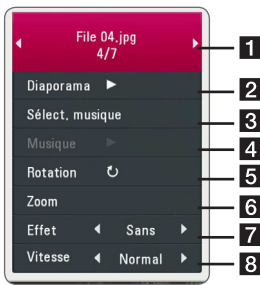 File 04.jpg
4/7
1
Diaporama ▶ 2
Sélect. musique 3
Musique ▶ 4
Rotation ↻ 5
Zoom 6
Effet ◀ Sans ▶ 7
Vitesse ◀ Normal ▶ 8